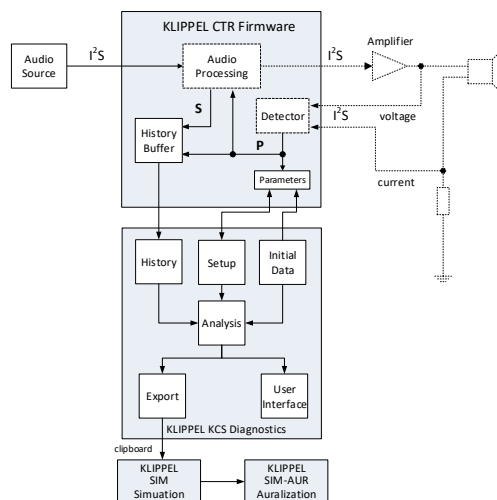 KLIPPEL CTR Firmware
Audio
Source
I²S
Audio
Processing
I²S
Amplifier
S
Detector
I²S
voltage
History
Buffer
P
Parameters
current
History
Setup
Initial
Data
Analysis
Export
User
Interface
KLIPPEL KCS Diagnostics
clipboard
KLIPPEL
SIM
Simuation
KLIPPEL
SIM-AUR
Auralization